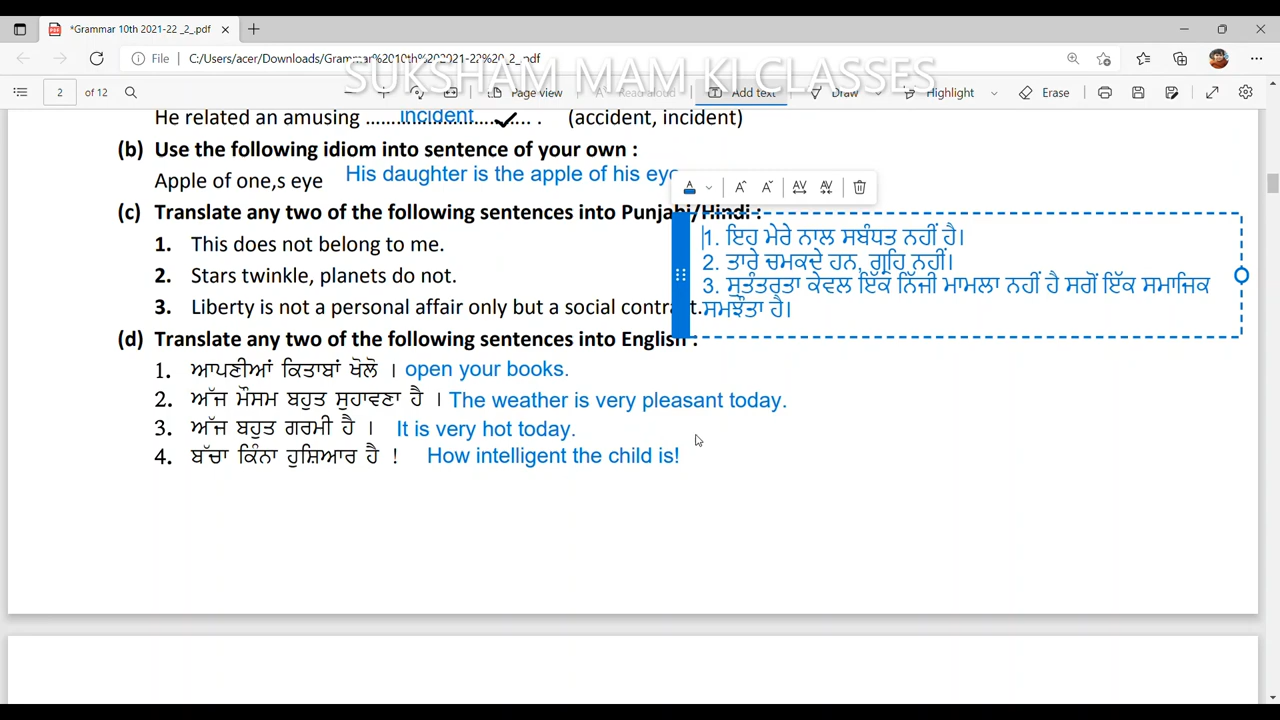 *Grammar 10th 2021-22 _2_.pdf
File C:/Users/acer/Downloads/Grammar%2010th%202021-22%20_2_.pdf
SUKSHAM MAM KI CLASSES
2 of 12 Page view Read aloud Add text Draw Highlight Erase
He related an amusing ....incident.... . (accident, incident)
(b) Use the following idiom into sentence of your own :
Apple of one,s eye His daughter is the apple of his eye
(c) Translate any two of the following sentences into Punjabi/Hindi :
1. This does not belong to me.
2. Stars twinkle, planets do not.
3. Liberty is not a personal affair only but a social contract.
1. ਇਹ ਮੇਰੇ ਨਾਲ ਸਬੰਧਤ ਨਹੀਂ ਹੈ।
2. ਤਾਰੇ ਚਮਕਦੇ ਹਨ, ਗ੍ਰਹਿ ਨਹੀਂ।
3. ਸੁਤੰਤਰਤਾ ਕੇਵਲ ਇੱਕ ਨਿੱਜੀ ਮਾਮਲਾ ਨਹੀਂ ਹੈ ਸਗੋਂ ਇੱਕ ਸਮਾਜਿਕ
ਸਮਝੌਤਾ ਹੈ।
(d) Translate any two of the following sentences into English :
1. ਆਪਣੀਆਂ ਕਿਤਾਬਾਂ ਖੋਲੋ । open your books.
2. ਅੱਜ ਮੌਸਮ ਬਹੁਤ ਸੁਹਾਵਣਾ ਹੈ । The weather is very pleasant today.
3. ਅੱਜ ਬਹੁਤ ਗਰਮੀ ਹੈ । It is very hot today.
4. ਬੱਚਾ ਕਿੰਨਾ ਹੁਸ਼ਿਆਰ ਹੈ ! How intelligent the child is!